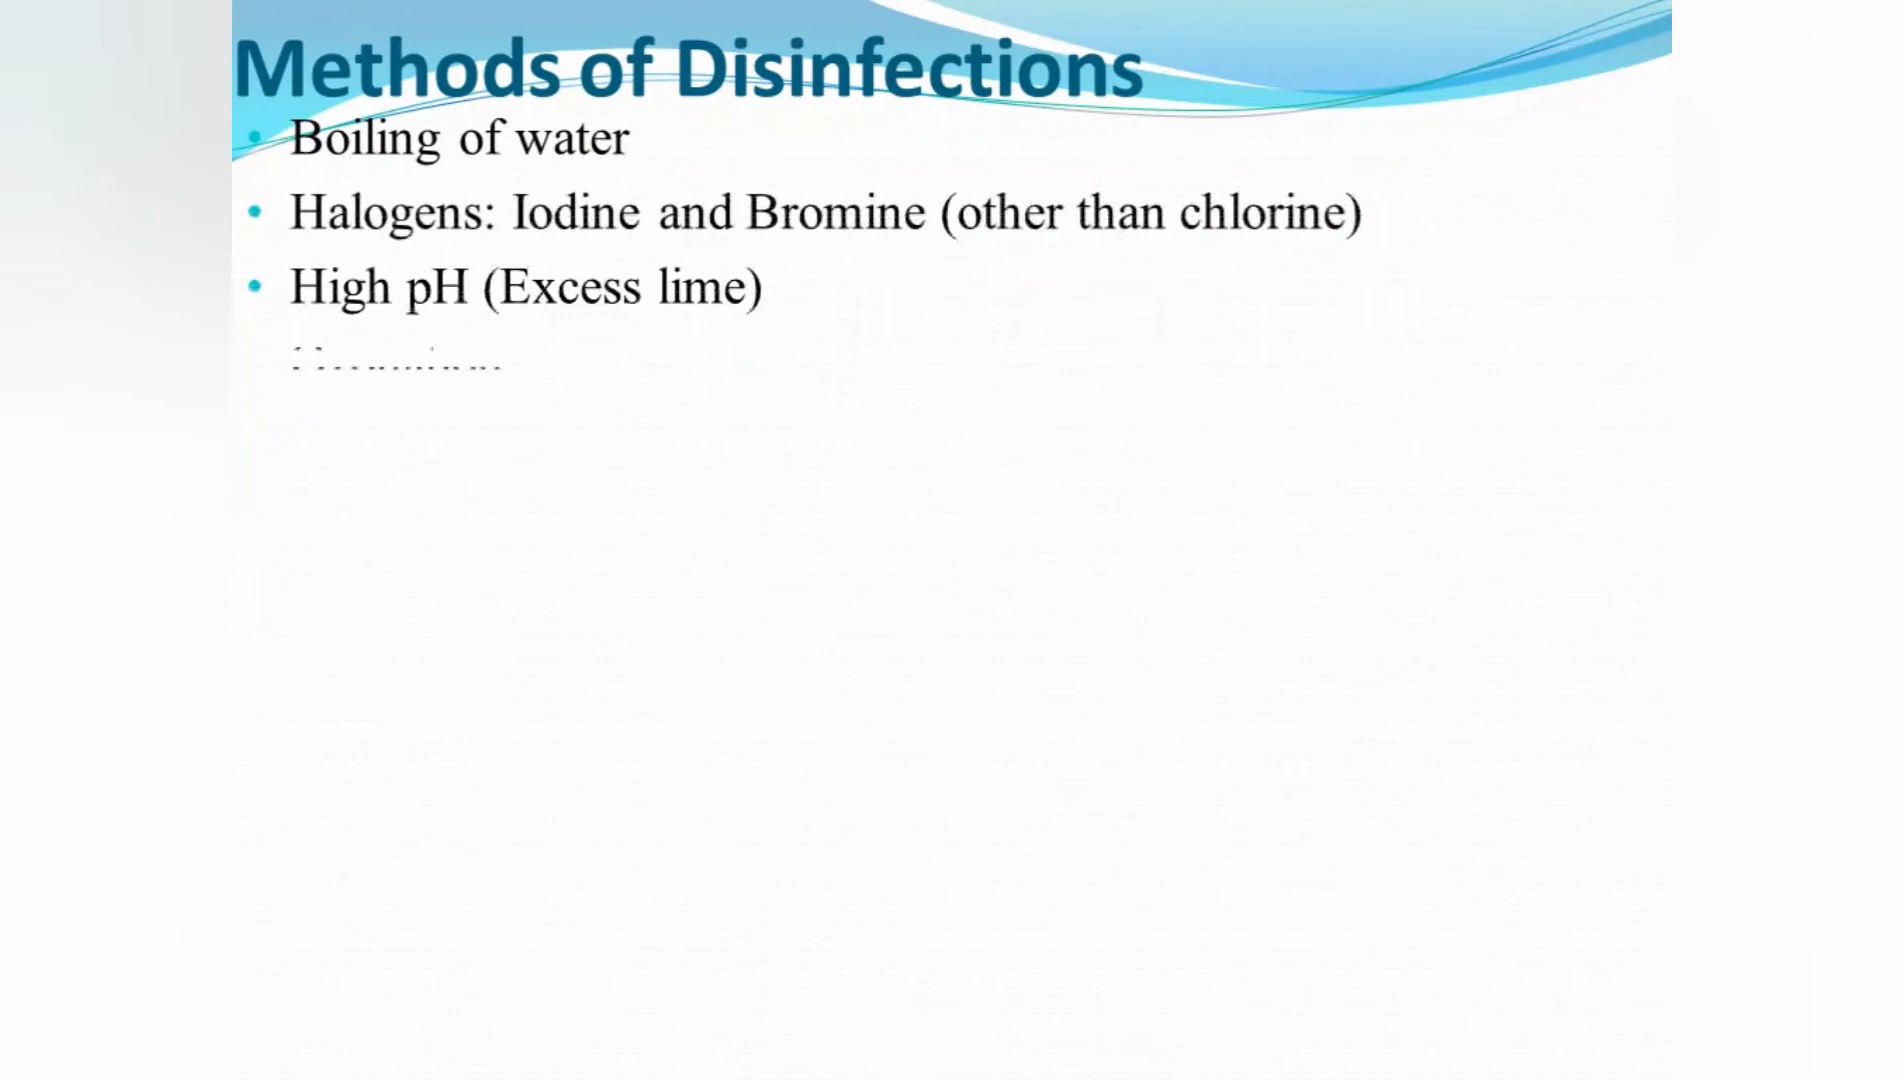 Methods of Disinfections
• Boiling of water
• Halogens: Iodine and Bromine (other than chlorine)
• High pH (Excess lime)